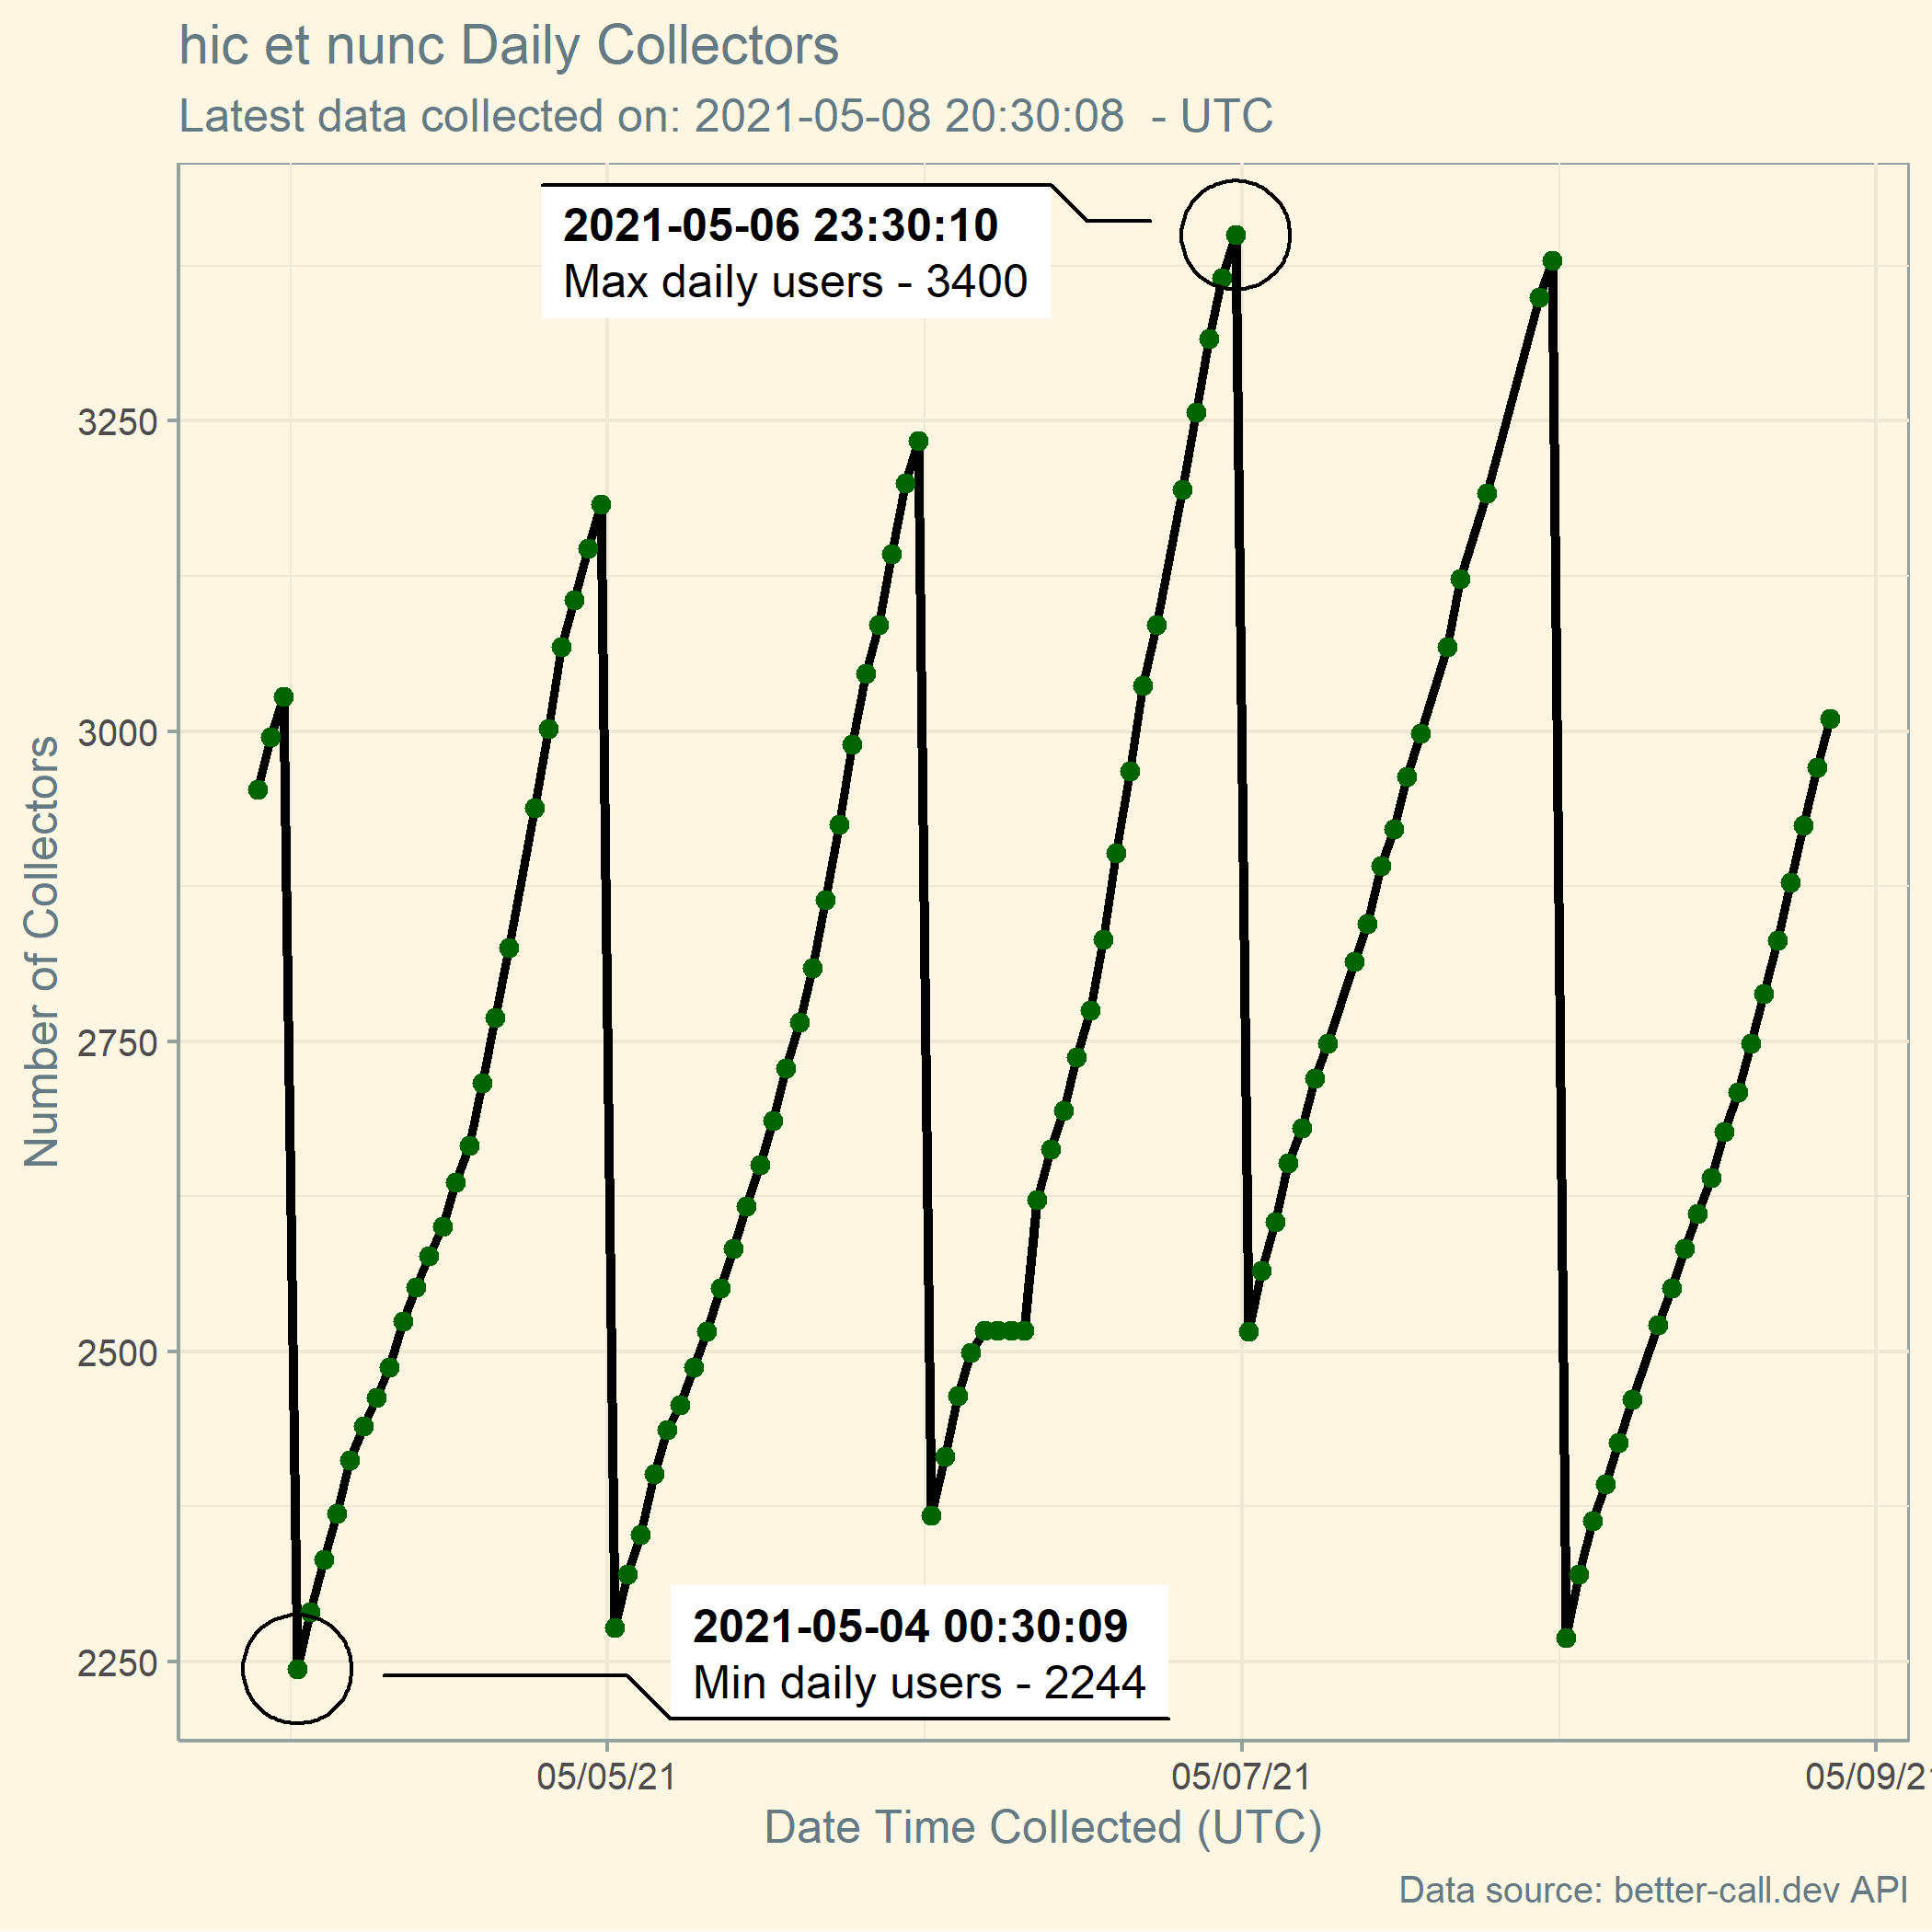 hic et nunc Daily Collectors
Latest data collected on: 2021-05-08 20:30:08  - UTC
2021-05-06 23:30:10
Max daily users - 3400
3250
3000
2750
2500
2250
Number of Collectors
2021-05-04 00:30:09
Min daily users - 2244
05/05/21
05/07/21
05/09/21
Date Time Collected (UTC)
Data source: better-call.dev API